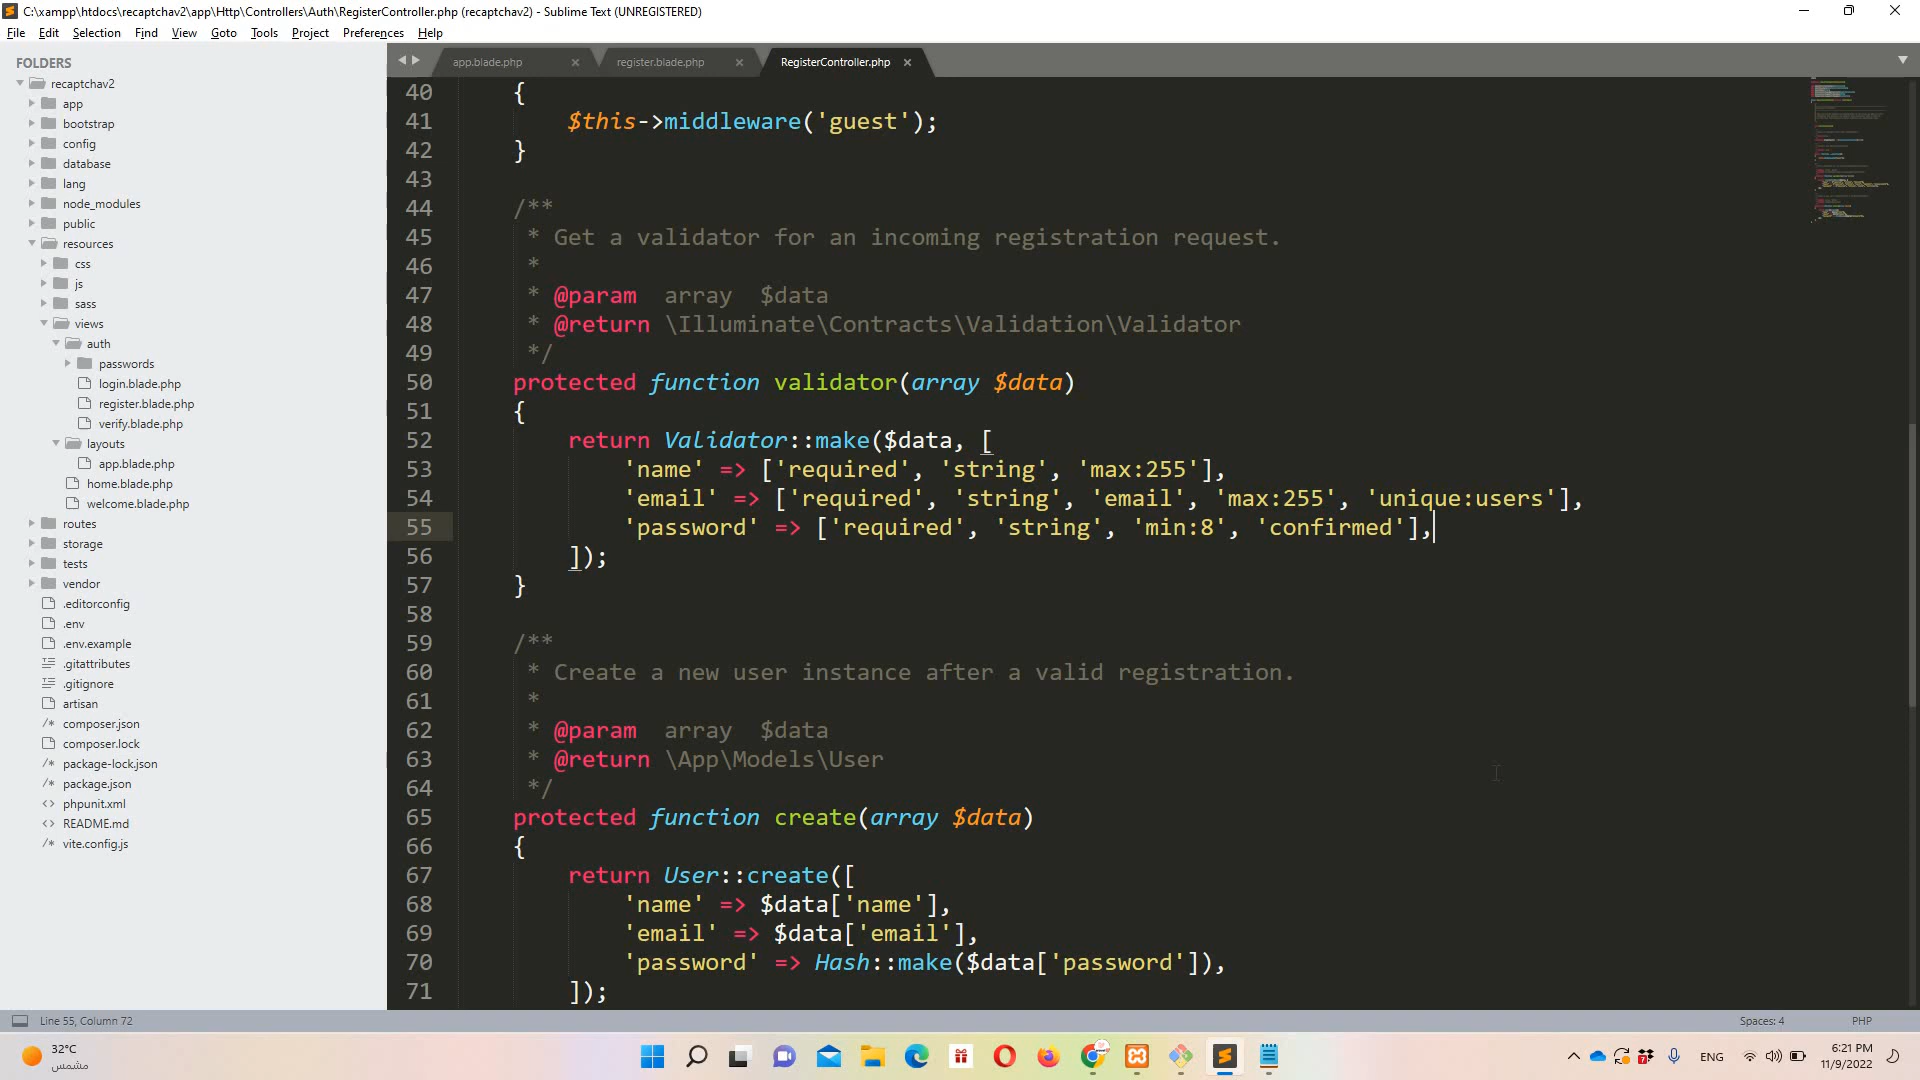 C:\xampp\htdocs\recaptchav2\app\Http\Controllers\Auth\RegisterController.php (recaptchav2) - Sublime Text (UNREGISTERED)
File Edit Selection Find View Goto Tools Project Preferences Help
FOLDERS
recaptchav2
app
bootstrap
config
database
lang
node_modules
public
resources
css
js
sass
views
auth
passwords
login.blade.php
register.blade.php
verify.blade.php
layouts
app.blade.php
home.blade.php
welcome.blade.php
routes
storage
tests
vendor
.editorconfig
.env
.env.example
.gitattributes
.gitignore
artisan
/* composer.json
composer.lock
/* package-lock.json
/* package.json
<> phpunit.xml
<> README.md
/* vite.config.js
app.blade.php register.blade.php RegisterController.php
40 {
41 $this->middleware('guest');
42 }
43
44 /**
45 * Get a validator for an incoming registration request.
46 *
47 * @param  array  $data
48 * @return \Illuminate\Contracts\Validation\Validator
49 */
50 protected function validator(array $data)
51 {
52 return Validator::make($data, [
53 'name' => ['required', 'string', 'max:255'],
54 'email' => ['required', 'string', 'email', 'max:255', 'unique:users'],
55 'password' => ['required', 'string', 'min:8', 'confirmed'],
56 ]);
57 }
58
59 /**
60 * Create a new user instance after a valid registration.
61 *
62 * @param  array  $data
63 * @return \App\Models\User
64 */
65 protected function create(array $data)
66 {
67 return User::create([
68 'name' => $data['name'],
69 'email' => $data['email'],
70 'password' => Hash::make($data['password']),
71 ]);
Line 55, Column 72 Spaces: 4 PHP
32°C
مشمس
ENG
6:21 PM
11/9/2022